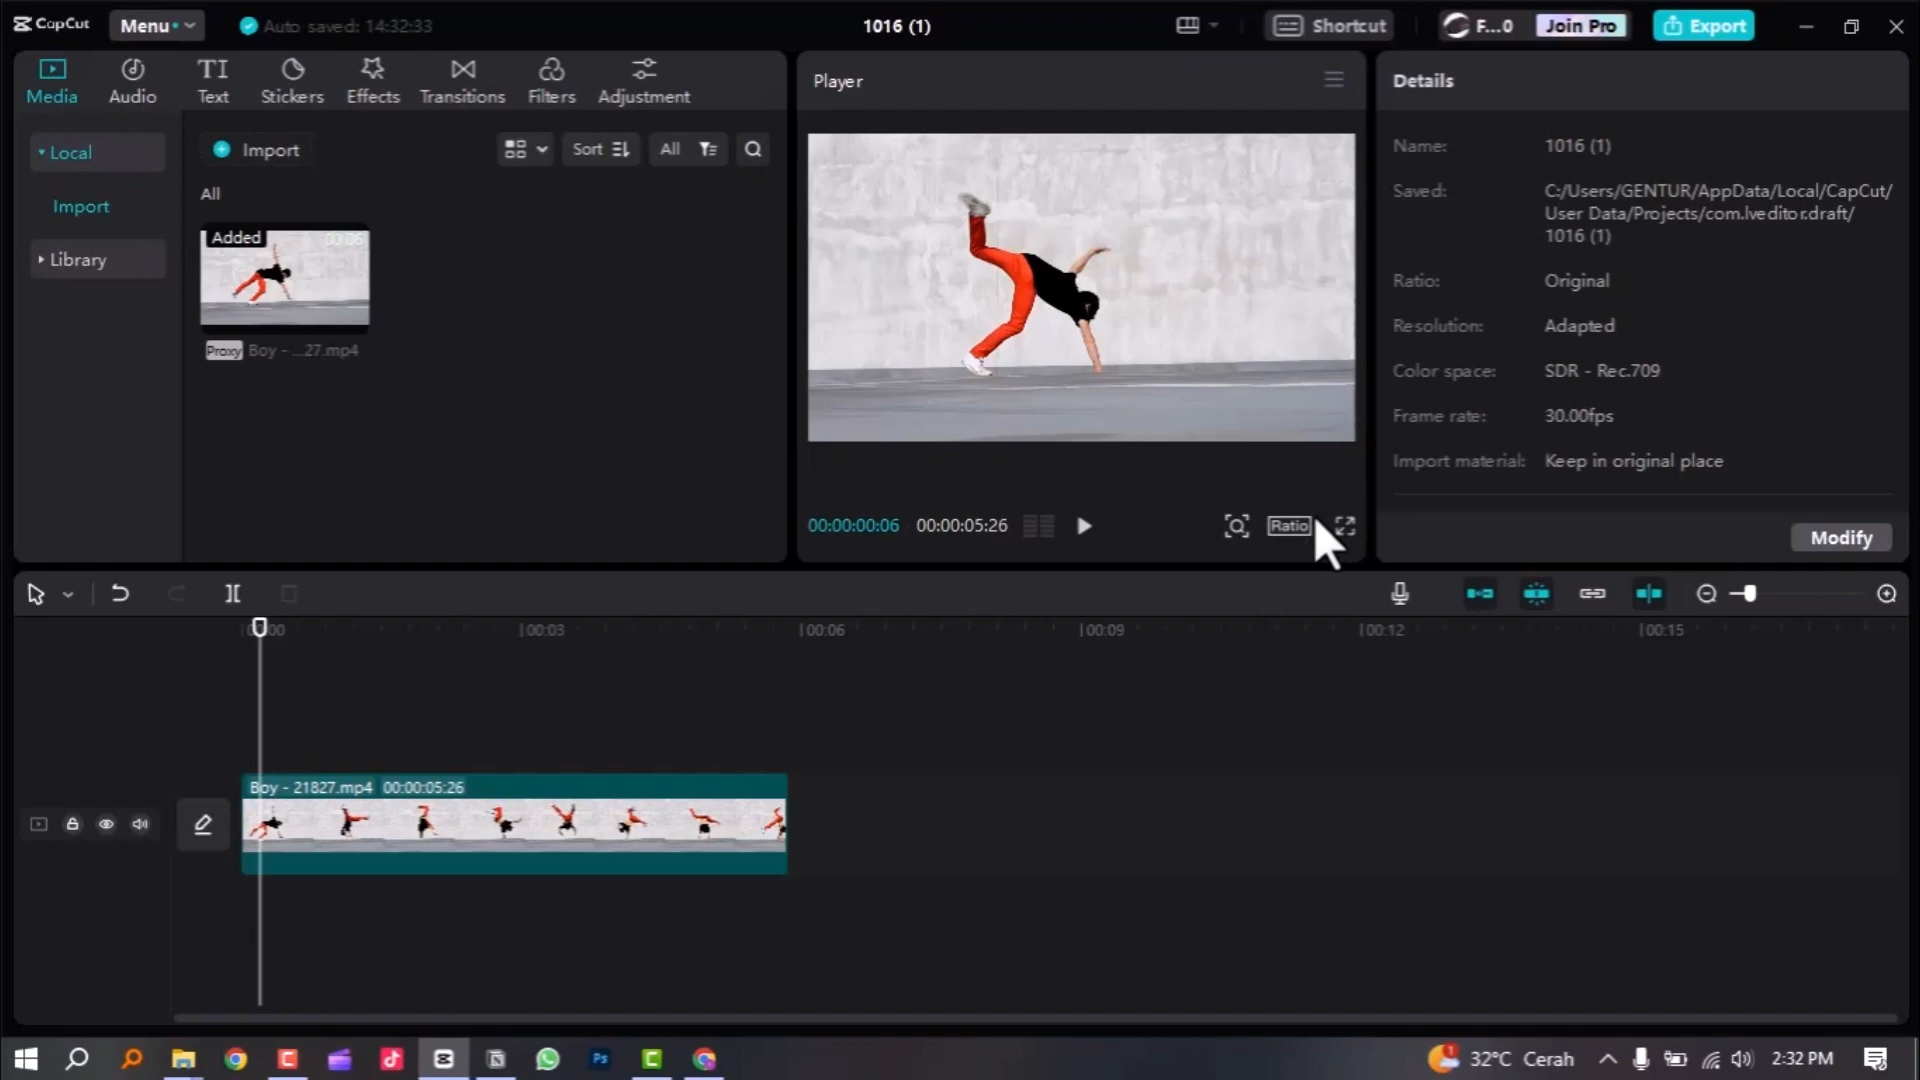 CapCut
Menu
Auto saved: 14:32:33
1016 (1)
Shortcut
F...0
Join Pro
Export
Media
Audio
Text
Stickers
Effects
Transitions
Filters
Adjustment
Local
Import
Library
Import
Sort
All
All
Added
00:06
Proxy
Boy - ...27.mp4
Player
00:00:00:06
00:00:05:26
Ratio
Details
Name:
1016 (1)
Saved:
C:/Users/GENTUR/AppData/Local/CapCut/
User Data/Projects/com.lveditor.draft/
1016 (1)
Ratio:
Original
Resolution:
Adapted
Color space:
SDR - Rec.709
Frame rate:
30.00fps
Import material:
Keep in original place
Modify
00:00
00:03
00:06
00:09
00:12
00:15
Boy - 21827.mp4 00:00:05:26
Ps
1
32°C Cerah
2:32 PM